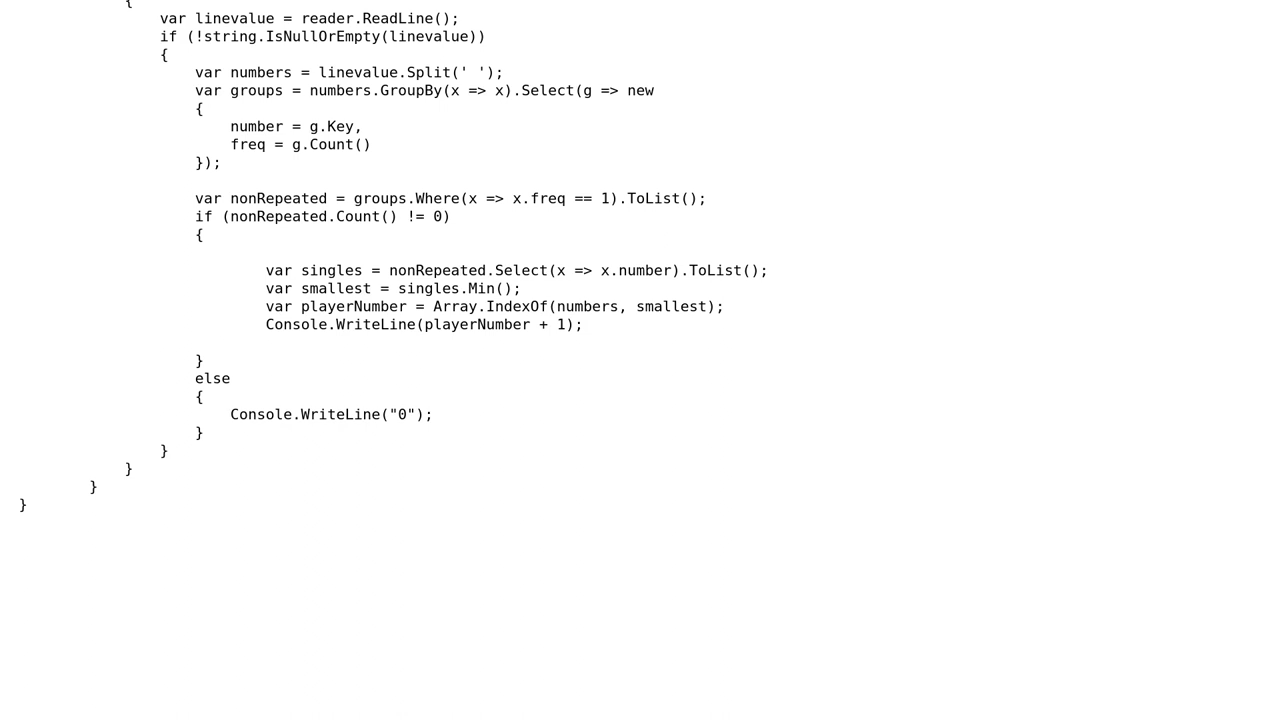 {
var linevalue = reader.ReadLine();
if (!string.IsNullOrEmpty(linevalue))
{
var numbers = linevalue.Split(' ');
var groups = numbers.GroupBy(x => x).Select(g => new
{
number = g.Key,
freq = g.Count()
});
var nonRepeated = groups.Where(x => x.freq == 1).ToList();
if (nonRepeated.Count() != 0)
{
var singles = nonRepeated.Select(x => x.number).ToList();
var smallest = singles.Min();
var playerNumber = Array.IndexOf(numbers, smallest);
Console.WriteLine(playerNumber + 1);
}
else
{
Console.WriteLine("0");
}
}
}
}
}